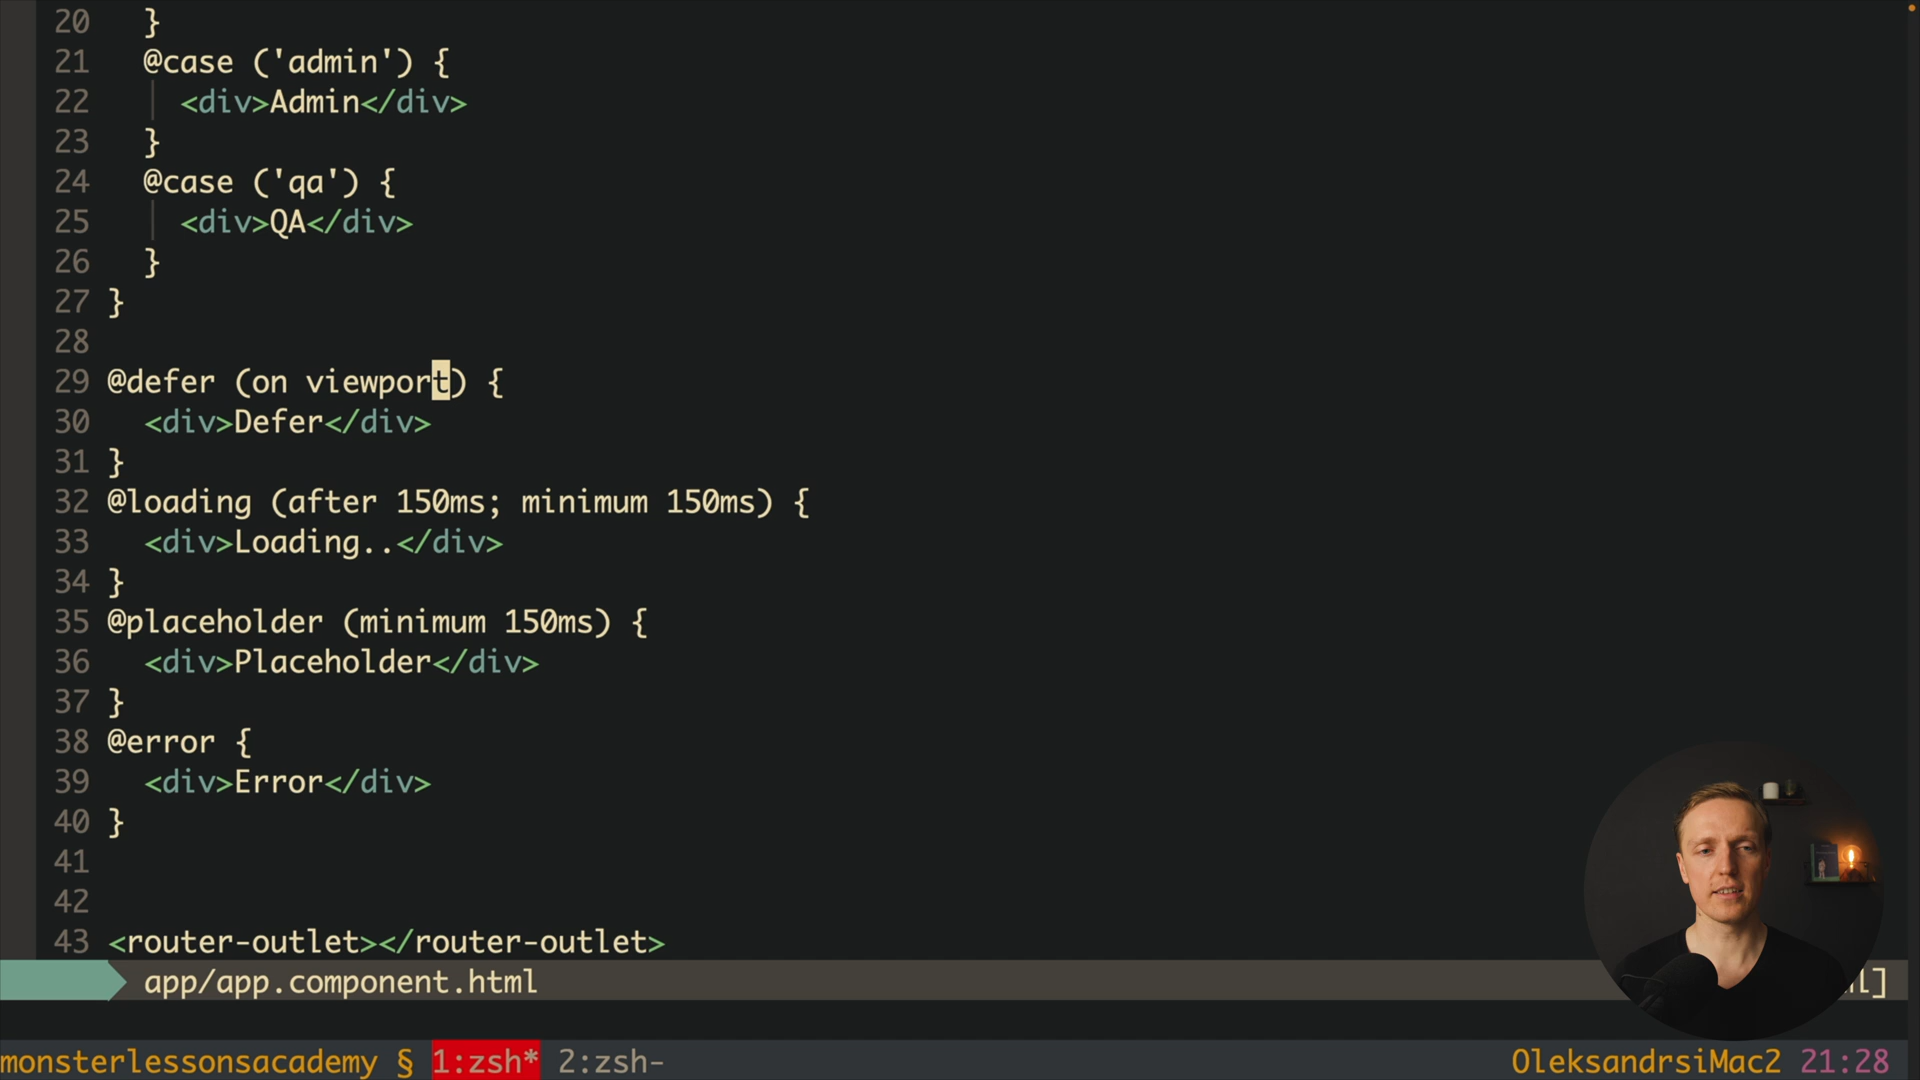 20   }
21   @case ('admin') {
22     <div>Admin</div>
23   }
24   @case ('qa') {
25     <div>QA</div>
26   }
27 }
28
29 @defer (on viewport) {
30   <div>Defer</div>
31 }
32 @loading (after 150ms; minimum 150ms) {
33   <div>Loading..</div>
34 }
35 @placeholder (minimum 150ms) {
36   <div>Placeholder</div>
37 }
38 @error {
39   <div>Error</div>
40 }
41
42
43 <router-outlet></router-outlet>
app/app.component.html
monsterlessonsacademy § 1:zsh* 2:zsh- OleksandrsiMac2 21:28